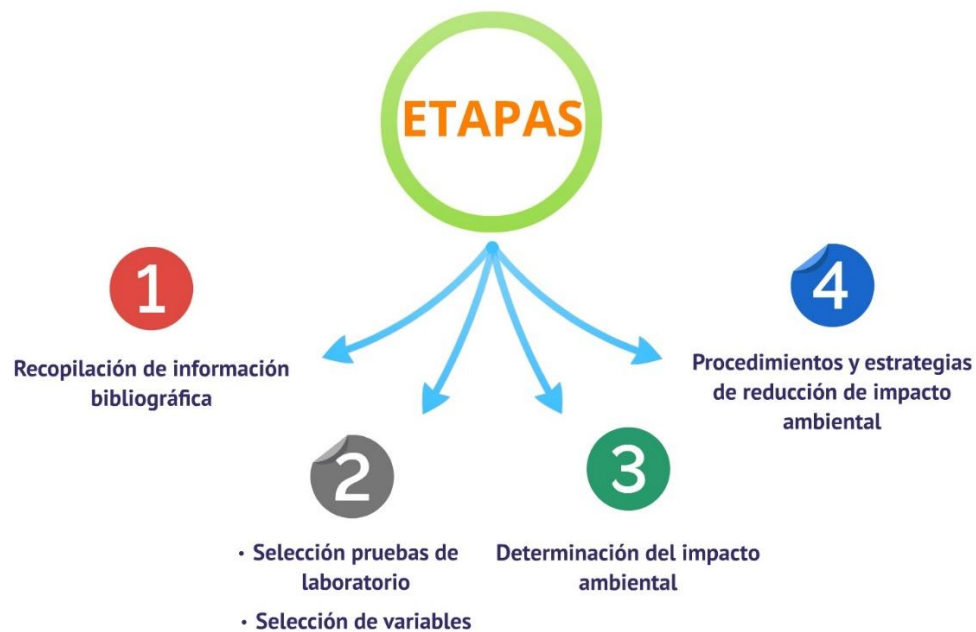 ETAPAS
1
Recopilación de información
bibliográfica
2
• Selección pruebas de
laboratorio
• Selección de variables
3
Determinación del impacto
ambiental
4
Procedimientos y estrategias
de reducción de impacto
ambiental